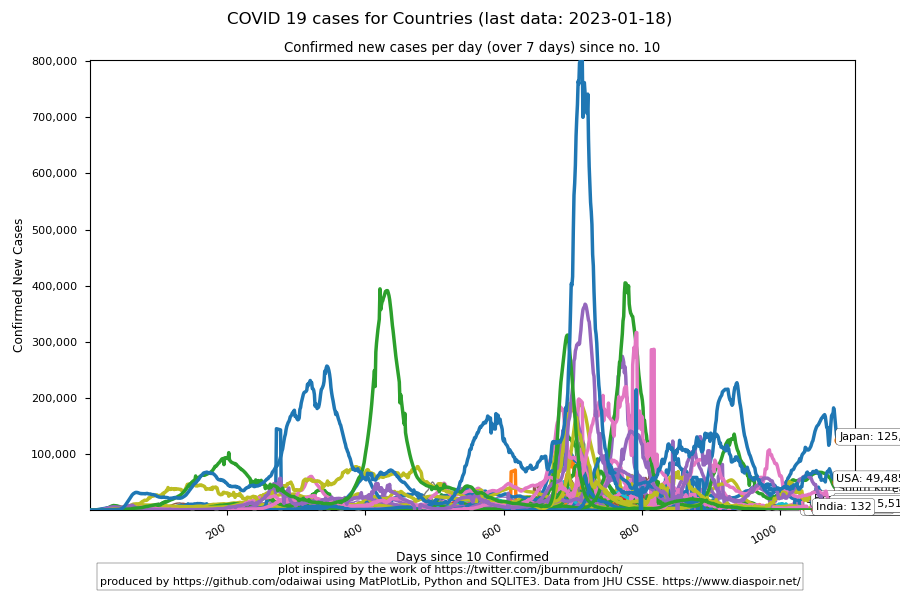 COVID 19 cases for Countries (last data: 2023-01-18)
Confirmed new cases per day (over 7 days) since no. 10
800,000
700,000
600,000
500,000
400,000
300,000
200,000
100,000
Confirmed New Cases
Japan: 125,
USA: 49,485
India: 132
5,51
200
400
600
800
1000
Days since 10 Confirmed
plot inspired by the work of https://twitter.com/jburnmurdoch/
produced by https://github.com/odaiwai using MatPlotLib, Python and SQLITE3. Data from JHU CSSE. https://www.diaspoir.net/